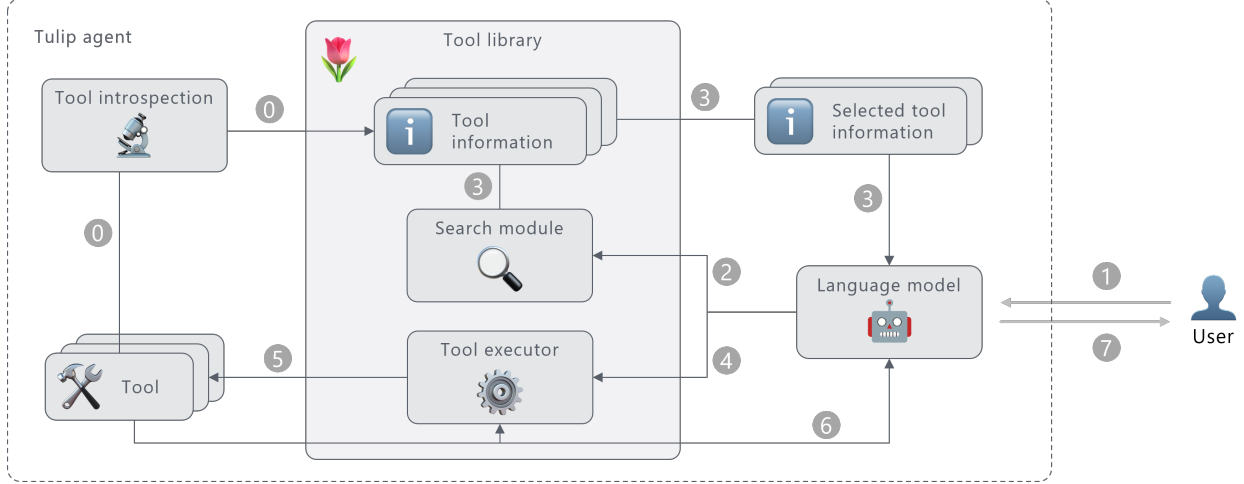 Tulip agent
Tool library
Tool introspection
0
Tool
information
3
Selected tool
information
3
3
0
Search module
2
Language model
1
7
User
Tool executor
4
5
Tool
6